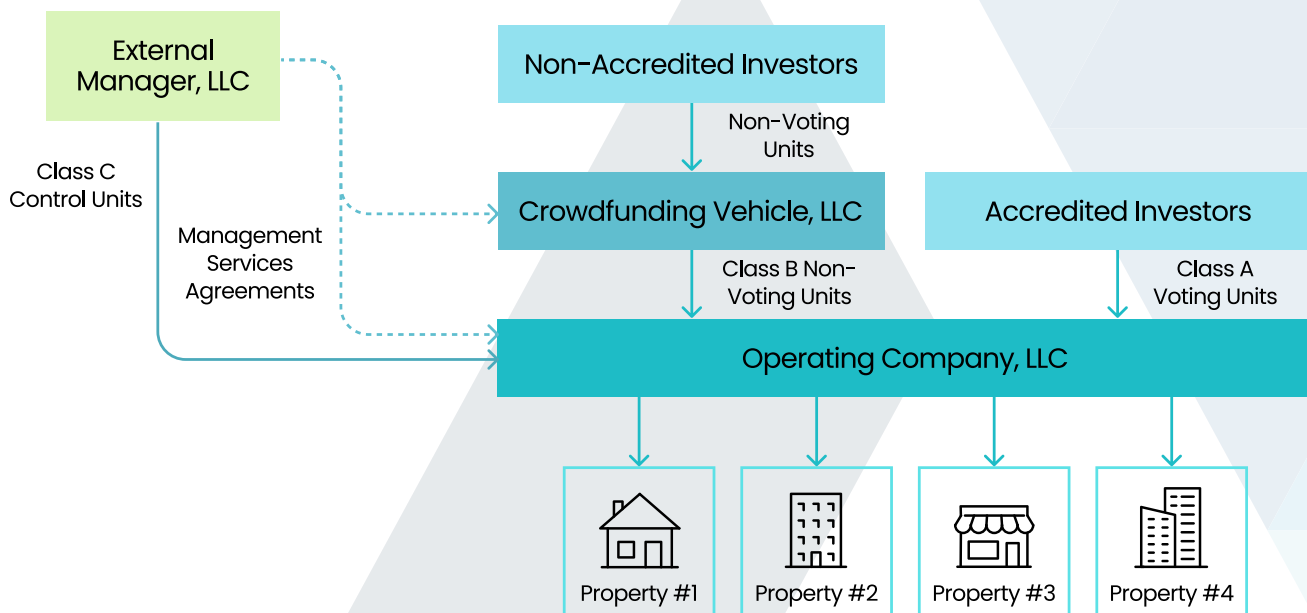 External
Manager, LLC
Non-Accredited Investors
Non-Voting
Units
Class C
Control Units
Crowdfunding Vehicle, LLC
Accredited Investors
Management
Services
Agreements
Class B Non-
Voting Units
Class A
Voting Units
Operating Company, LLC
Property #1
Property #2
Property #3
Property #4